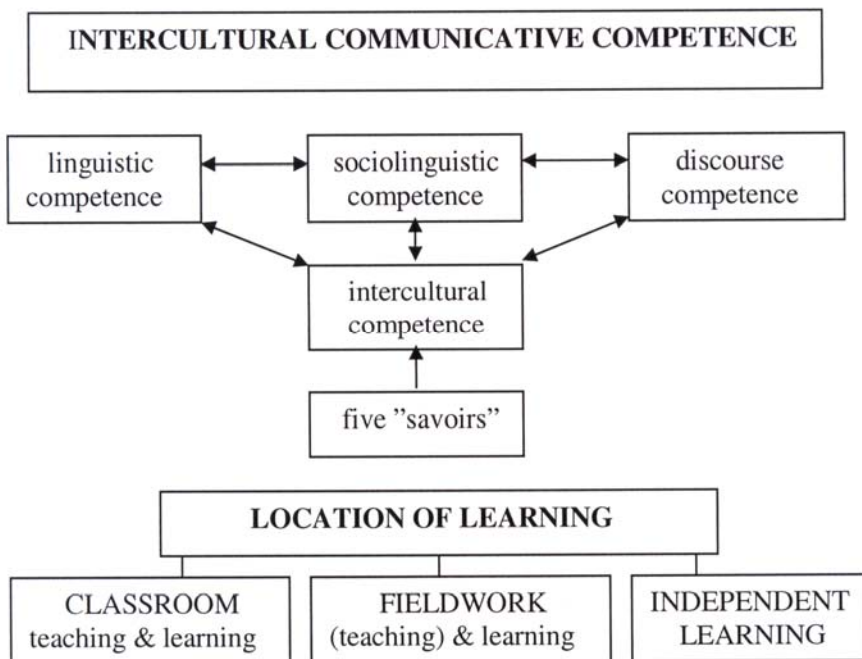 INTERCULTURAL COMMUNICATIVE COMPETENCE
linguistic
competence
sociolinguistic
competence
discourse
competence
intercultural
competence
five ”savoirs”
LOCATION OF LEARNING
CLASSROOM
teaching & learning
FIELDWORK
(teaching) & learning
INDEPENDENT
LEARNING